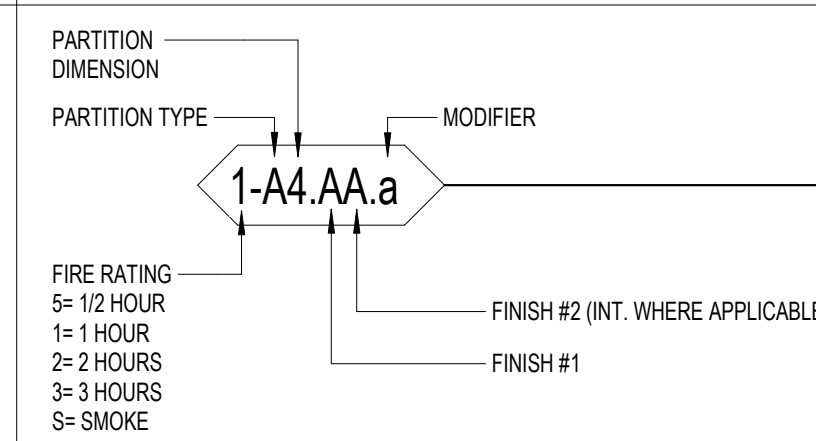 PARTITION
DIMENSION
PARTITION TYPE
MODIFIER
1-A4.AA.a
FIRE RATING
5= 1/2 HOUR
1= 1 HOUR
2= 2 HOURS
3= 3 HOURS
S= SMOKE
FINISH #2 (INT. WHERE APPLICABLE
FINISH #1